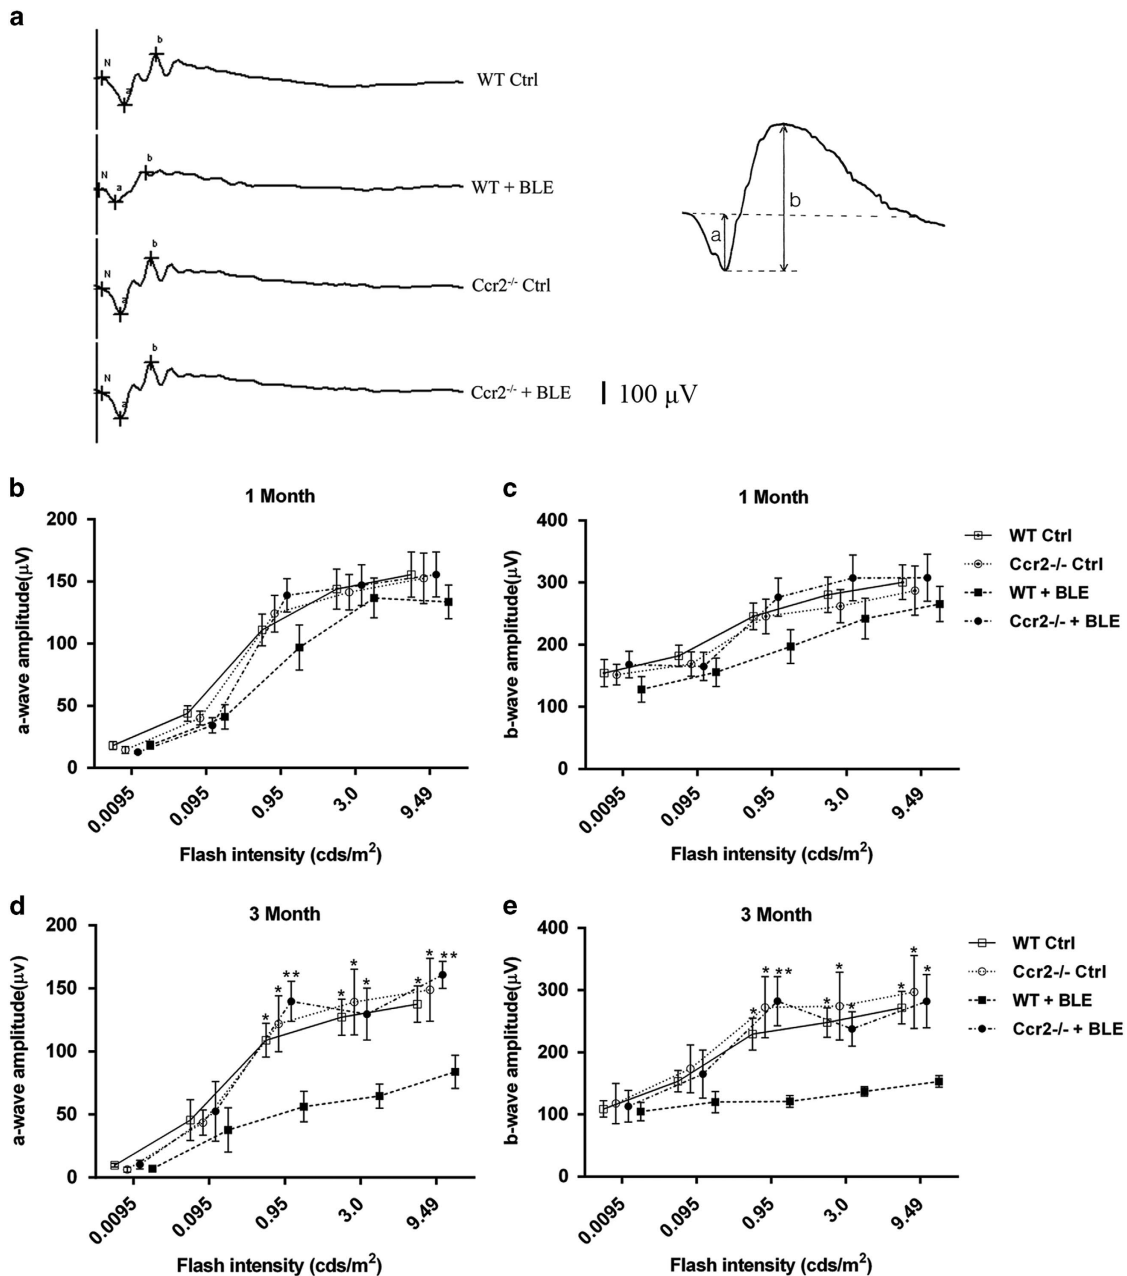 a
N
a
b
WT Ctrl
N
a
b
WT + BLE
N
a
b
Ccr2-/- Ctrl
N
a
b
Ccr2-/- + BLE
100 μV
a
b
b
1 Month
a-wave amplitude(μV)
200
150
100
50
0
0.0095
0.095
0.95
3.0
9.49
Flash intensity (cds/m²)
c
1 Month
b-wave amplitude(μV)
400
300
200
100
0
0.0095
0.095
0.95
3.0
9.49
Flash intensity (cds/m²)
WT Ctrl
Ccr2-/- Ctrl
WT + BLE
Ccr2-/- + BLE
d
3 Month
a-wave amplitude(μv)
200
150
100
50
0
* * ** * * * * * **
0.0095
0.095
0.95
3.0
9.49
Flash intensity (cds/m²)
e
3 Month
b-wave amplitude(μV)
400
300
200
100
0
* * ** * * * * * *
0.0095
0.095
0.95
3.0
9.49
Flash intensity (cds/m²)
WT Ctrl
Ccr2-/- Ctrl
WT + BLE
Ccr2-/- + BLE